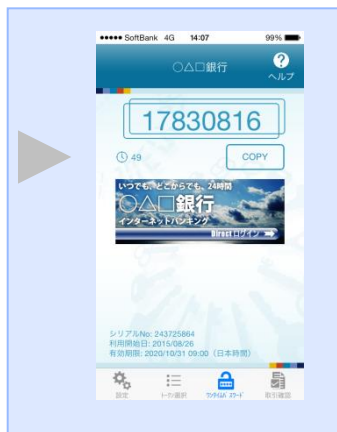 SoftBank 4G 14:07 99%
○△□銀行
?
ヘルプ
17830816
49
COPY
いつでも、どこからでも、24時間
○△□銀行
インターネットバンキング
Direct ログイン
シリアルNo: 243725864
利用開始日: 2015/08/26
有効期限: 2020/10/31 09:00（日本時間）
設定 トークン選択 ワンタイムパスワード 取引確認